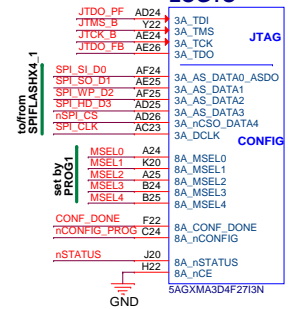 JTDO_PF AD24 3A_TDI
JTMS_B Y22 3A_TMS
JTCK_B AE24 3A_TCK
JTDO_FB AE26 3A_TDO
JTAG
SPI_SI_D0 AF24 3A_AS_DATA0_ASDO
SPI_SO_D1 AE25 3A_AS_DATA1
SPI_WP_D2 AF25 3A_AS_DATA2
SPI_HD_D3 AD25 3A_AS_DATA3
nSPI_CS AD26 3A_nCSO_DATA4
SPI_CLK AC23 3A_DCLK
to/from
SPIFLASHX4_1
CONFIG
MSEL0 A24 8A_MSEL0
MSEL1 K20 8A_MSEL1
MSEL2 A25 8A_MSEL2
MSEL3 B24 8A_MSEL3
MSEL4 B25 8A_MSEL4
set by
PROG1
CONF_DONE F22 8A_CONF_DONE
nCONFIG_PROG C24 8A_nCONFIG
nSTATUS J20 8A_nSTATUS
H22 8A_nCE
GND
5AGXMA3D4F27I3N